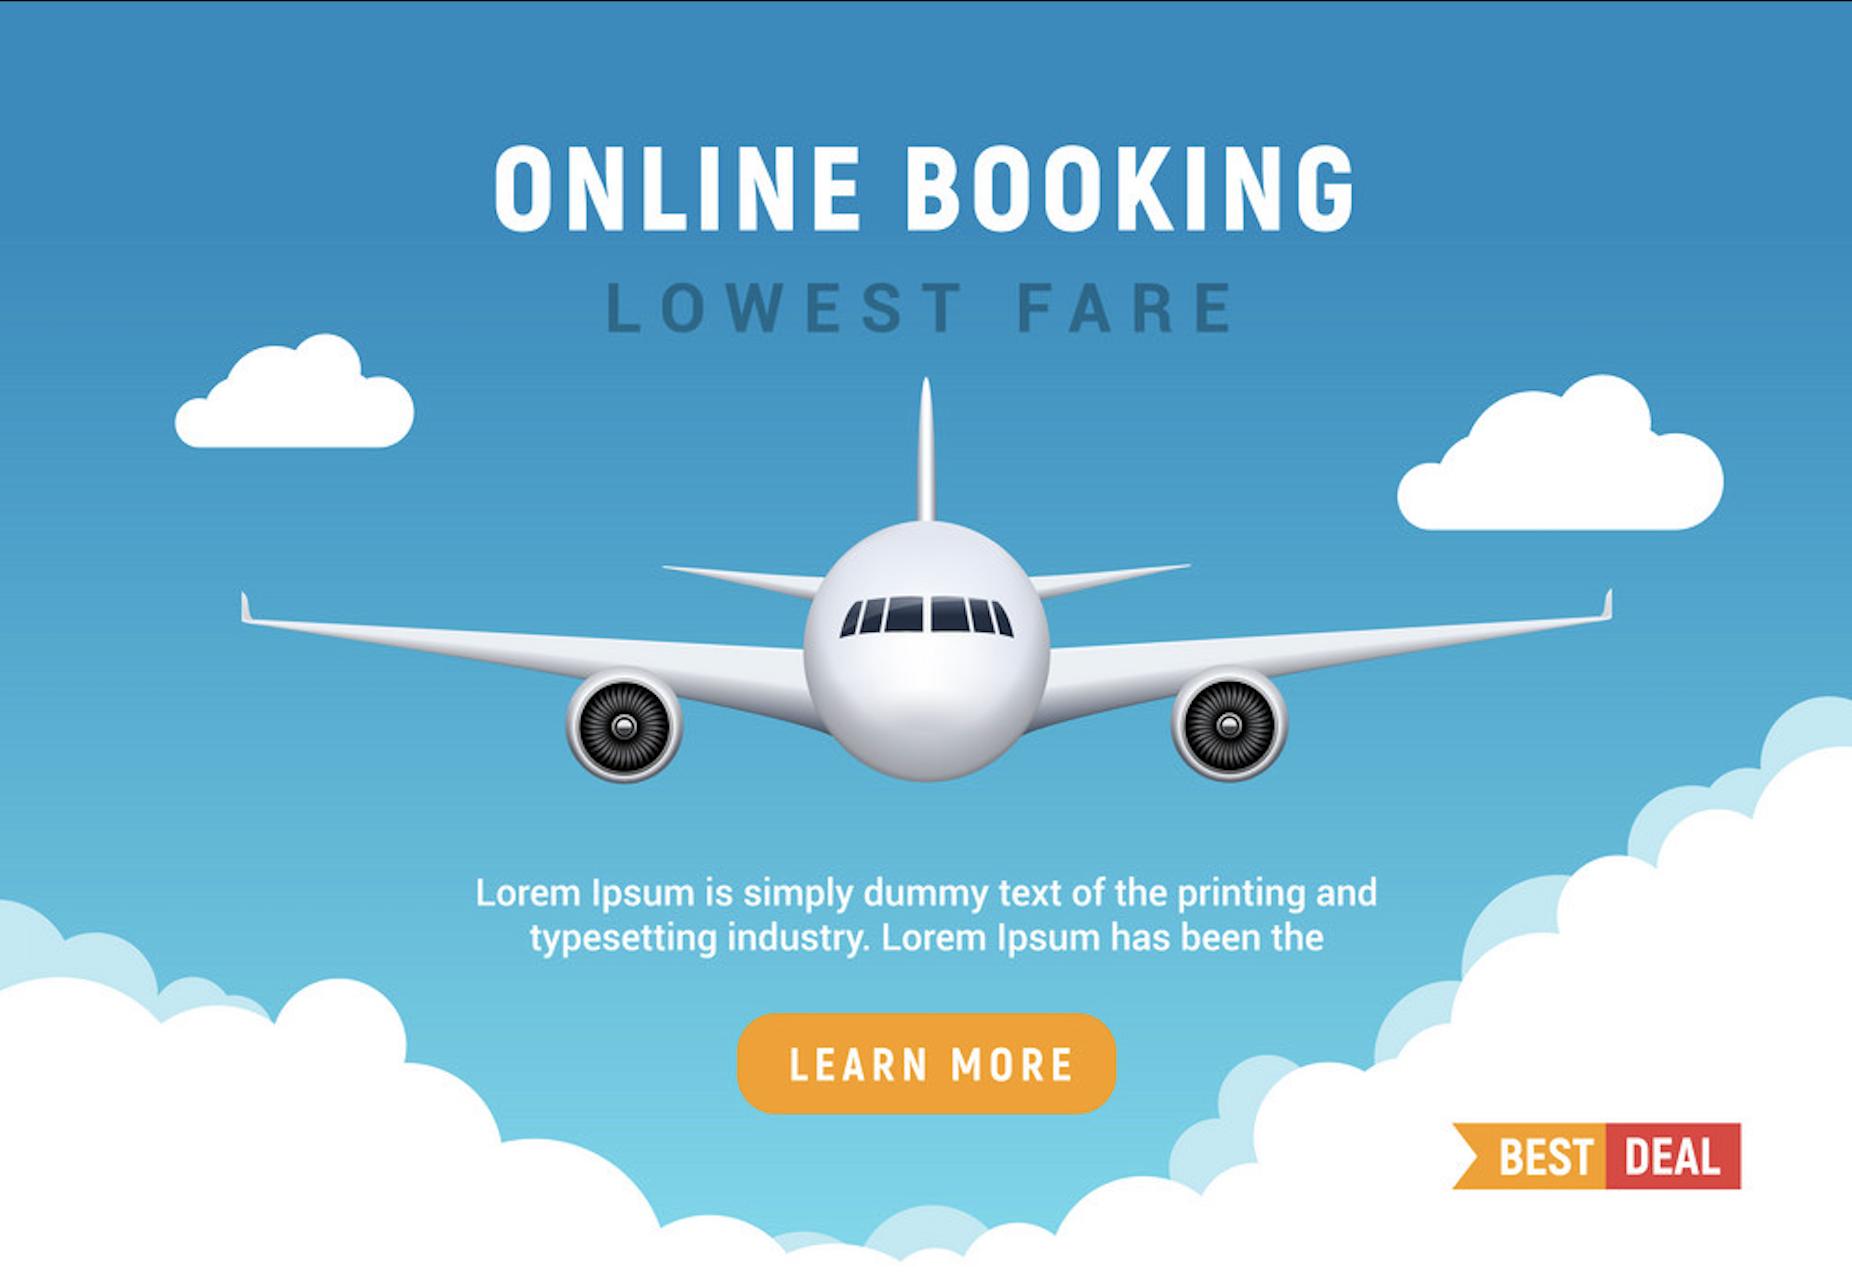 ONLINE BOOKING
LOWEST FARE
Lorem Ipsum is simply dummy text of the printing and
typesetting industry. Lorem Ipsum has been the
LEARN MORE
BEST DEAL